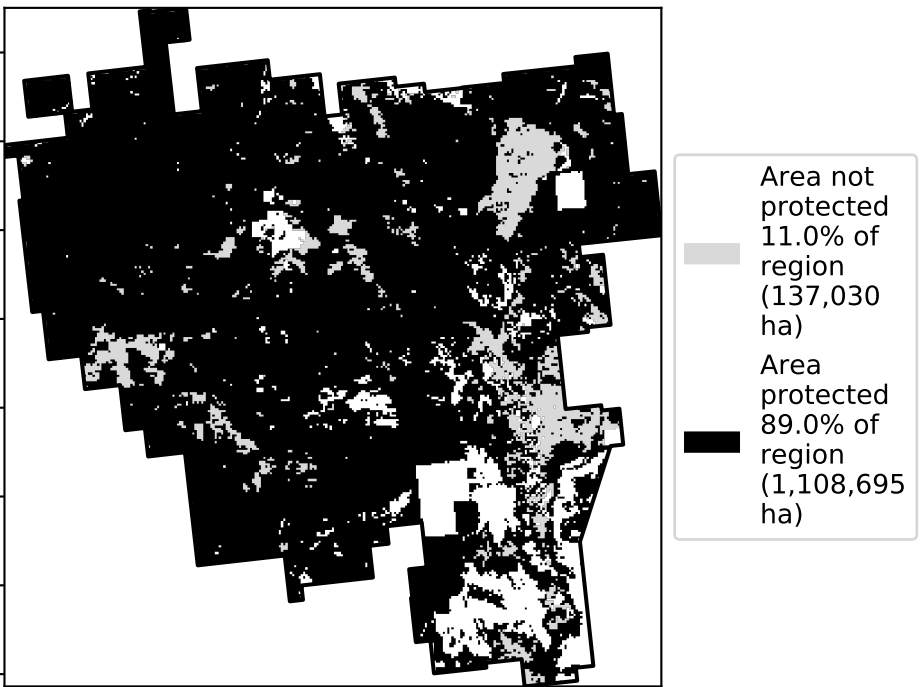 Area not
protected
11.0% of
region
(137,030
ha)
Area
protected
89.0% of
region
(1,108,695
ha)